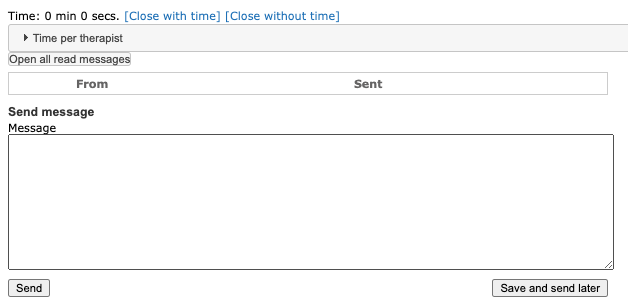 Time: 0 min 0 secs. [Close with time] [Close without time]
Time per therapist
Open all read messages
From Sent
Send message
Message
Send Save and send later